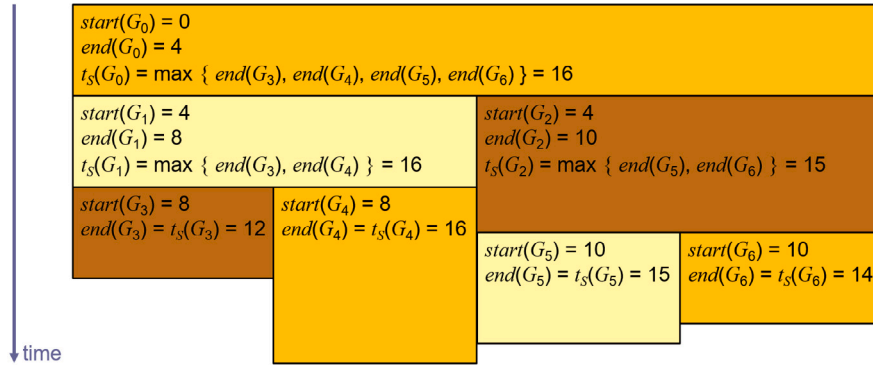 start(G₀) = 0
end(G₀) = 4
tₛ(G₀) = max { end(G₃), end(G₄), end(G₅), end(G₆) } = 16
start(G₁) = 4
end(G₁) = 8
tₛ(G₁) = max { end(G₃), end(G₄) } = 16
start(G₂) = 4
end(G₂) = 10
tₛ(G₂) = max { end(G₅), end(G₆) } = 15
start(G₃) = 8
end(G₃) = tₛ(G₃) = 12
start(G₄) = 8
end(G₄) = tₛ(G₄) = 16
start(G₅) = 10
end(G₅) = tₛ(G₅) = 15
start(G₆) = 10
end(G₆) = tₛ(G₆) = 14
time